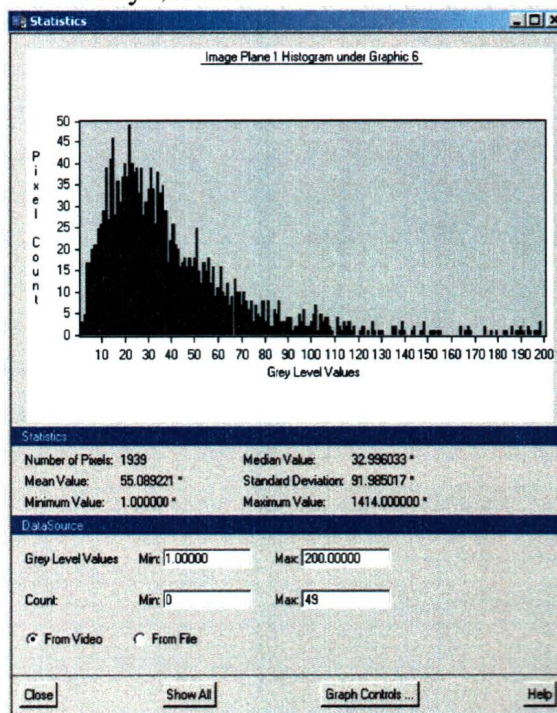 Statistics
Image Plane 1 Histogram under Graphic 6
Pixel Count
50
45
40
35
30
25
20
15
10
5
0
10 20 30 40 50 60 70 80 90 100 110 120 130 140 150 160 170 180 190 200
Grey Level Values
Statistics
Number of Pixels: 1939 Median Value: 32.996033 *
Mean Value: 55.089221 * Standard Deviation: 91.985017 *
Minimum Value: 1.000000 * Maximum Value: 1414.000000 *
DataSource
Grey Level Values Min: 1.00000 Max: 200.00000
Count: Min: 0 Max: 49
From Video From File
Close Show All Graph Controls ... Help